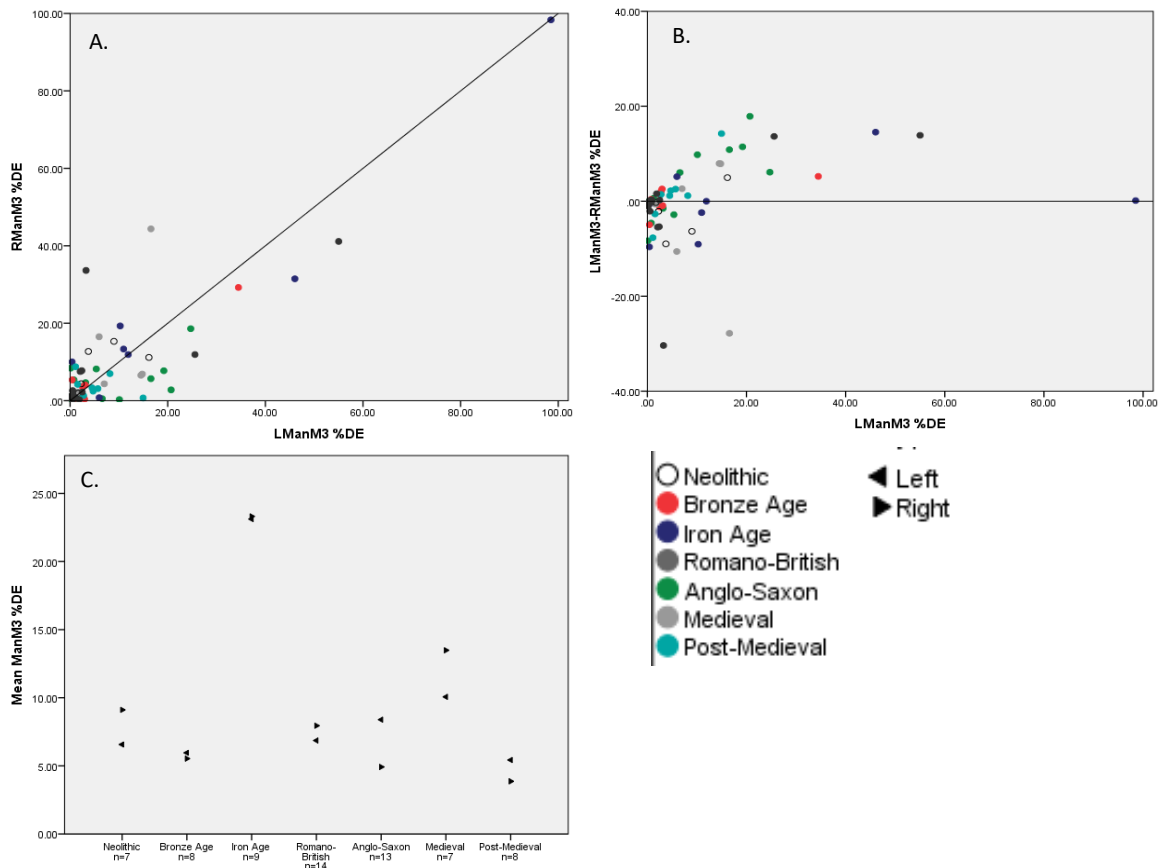 A.
100.00
80.00
60.00
40.00
20.00
.00
RManM3 %DE
.00 20.00 40.00 60.00 80.00 100.00
LManM3 %DE
B.
40.00
20.00
.00
-20.00
-40.00
LManM3-RManM3 %DE
.00 20.00 40.00 60.00 80.00 100.00
LManM3 %DE
C.
25.00
20.00
15.00
10.00
5.00
0.00
Mean ManM3 %DE
Neolithic Bronze Age Iron Age Romano- Anglo-Saxon Medieval Post-Medieval
n=7 n=8 n=9 British n=13 n=7 n=8
n=14
Neolithic
Bronze Age
Iron Age
Romano-British
Anglo-Saxon
Medieval
Post-Medieval
Left
Right